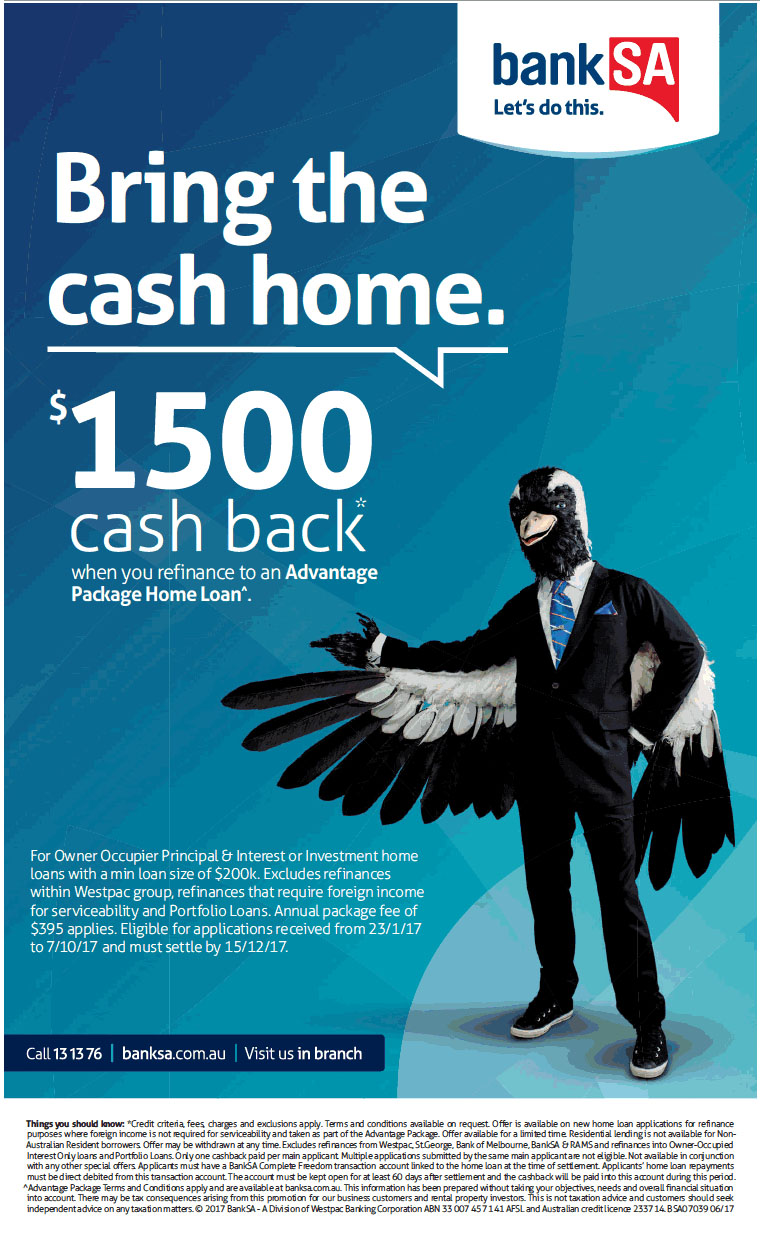 bankSA
Let's do this.
Bring the
cash home.
$1500
cash back*
when you refinance to an Advantage
Package Home Loan^.
For Owner Occupier Principal & Interest or Investment home
loans with a min loan size of $200k. Excludes refinances
within Westpac group, refinances that require foreign income
for serviceability and Portfolio Loans. Annual package fee of
$395 applies. Eligible for applications received from 23/1/17
to 7/10/17 and must settle by 15/12/17.
Call 13 13 76 | banksa.com.au | Visit us in branch
Things you should know: *Credit criteria, fees, charges and exclusions apply. Terms and conditions available on request. Offer is available on new home loan applications for refinance
purposes where foreign income is not required for serviceability and taken as part of the Advantage Package. Offer available for a limited time. Residential lending is not available for Non-
Australian Resident borrowers. Offer may be withdrawn at any time. Excludes refinances from Westpac, St.George, Bank of Melbourne, BankSA & RAMS and refinances into Owner-Occupied
Interest Only loans and Portfolio Loans. Only one cashback paid per main applicant. Multiple applications submitted by the same main applicant are not eligible. Not available in conjunction
with any other special offers. Applicants must have a BankSA Complete Freedom transaction account linked to the home loan at the time of settlement. Applicants' home loan repayments
must be direct debited from this transaction account. The account must be kept open for at least 60 days after settlement and the cashback will be paid into this account during this period.
^Advantage Package Terms and Conditions apply and are available at banksa.com.au. This information has been prepared without taking your objectives, needs and overall financial situation
into account. There may be tax consequences arising from this promotion for our business customers and rental property investors. This is not taxation advice and customers should seek
independent advice on any taxation matters. © 2017 BankSA - A Division of Westpac Banking Corporation ABN 33 007 457 141 AFSL and Australian credit licence 233714. BSA07039 06/17